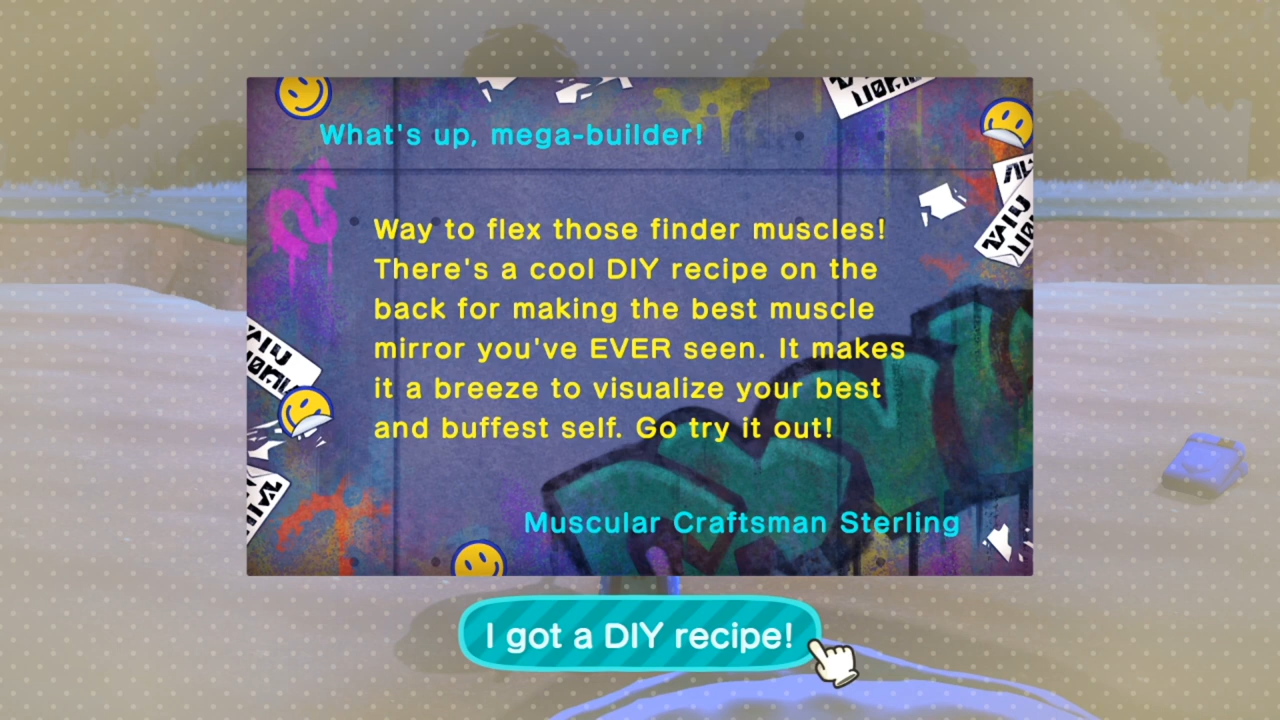 What's up, mega-builder!
Way to flex those finder muscles!
There's a cool DIY recipe on the
back for making the best muscle
mirror you've EVER seen. It makes
it a breeze to visualize your best
and buffest self. Go try it out!
Muscular Craftsman Sterling
I got a DIY recipe!